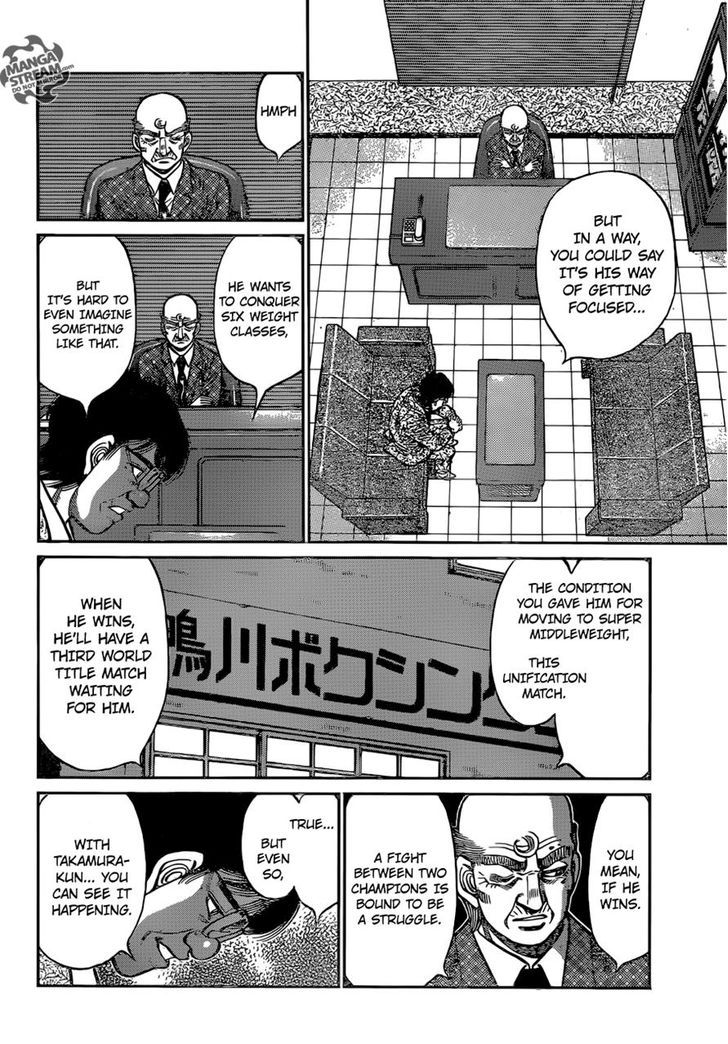 MANGA
STREAM
BUT
IN A WAY,
YOU COULD SAY
IT'S HIS WAY
OF GETTING
FOCUSED...
HMPH
HE WANTS
TO CONQUER
SIX WEIGHT
CLASSES,
BUT
IT'S HARD TO
EVEN IMAGINE
SOMETHING
LIKE THAT.
THE CONDITION
YOU GAVE HIM FOR
MOVING TO SUPER
MIDDLEWEIGHT,
THIS
UNIFICATION
MATCH.
WHEN
HE WINS,
HE'LL HAVE A
THIRD WORLD
TITLE MATCH
WAITING
FOR HIM.
鴨川ボクシング
YOU
MEAN,
IF HE
WINS.
A FIGHT
BETWEEN TWO
CHAMPIONS IS
BOUND TO BE
A STRUGGLE.
TRUE...
BUT
EVEN
SO,
WITH
TAKAMURA-
KUN... YOU
CAN SEE IT
HAPPENING.